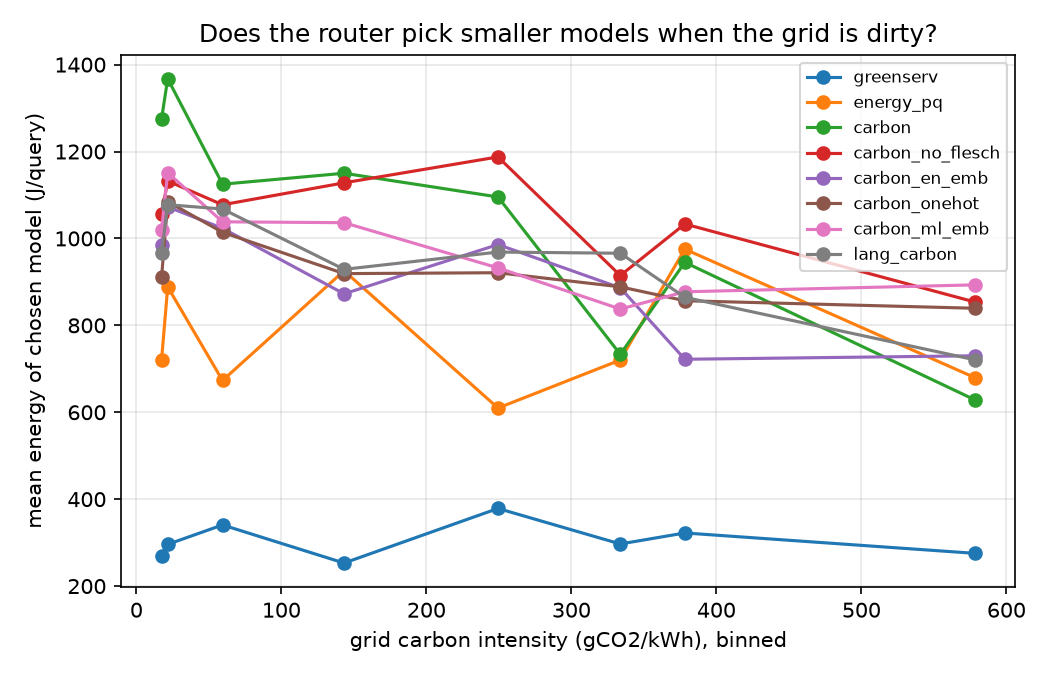 Does the router pick smaller models when the grid is dirty?
mean energy of chosen model (J/query)
1400
1200
1000
800
600
400
200
0
100
200
300
400
500
600
grid carbon intensity (gCO2/kWh), binned
greenserv
energy_pq
carbon
carbon_no_flesch
carbon_en_emb
carbon_onehot
carbon_ml_emb
lang_carbon